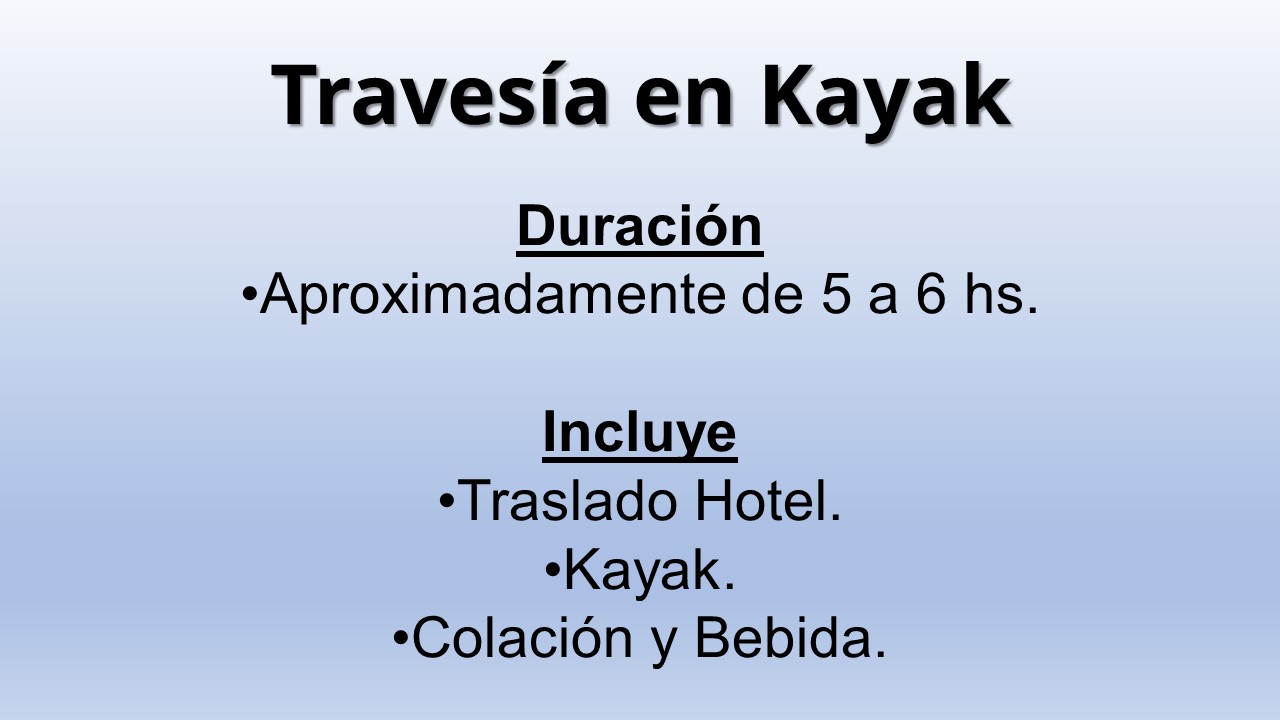 Travesía en Kayak
Duración
•Aproximadamente de 5 a 6 hs.
Incluye
•Traslado Hotel.
•Kayak.
•Colación y Bebida.